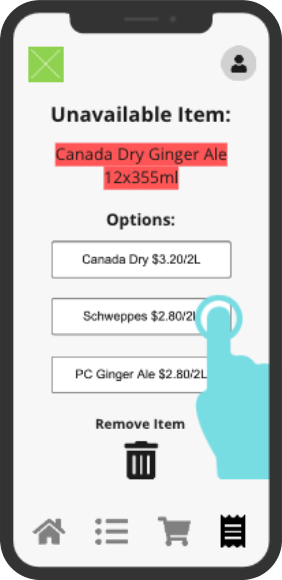 Unavailable Item:
Canada Dry Ginger Ale
12x355ml
Options:
Canada Dry $3.20/2L
Schweppes $2.80/2L
PC Ginger Ale $2.80/2L
Remove Item